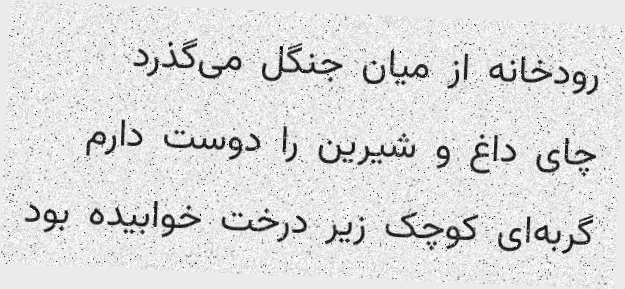 رودخانه از میان جنگل می‌گذرد
چای داغ و شیرین را دوست دارم
گربه‌ای کوچک زیر درخت خوابیده بود